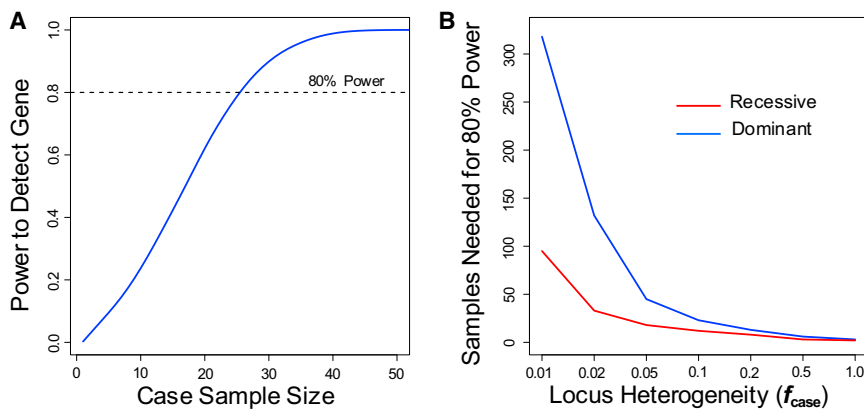 A
Power to Detect Gene
1.0
0.8
0.6
0.4
0.2
0.0
80% Power
0 10 20 30 40 50
Case Sample Size
B
Samples Needed for 80% Power
300
250
200
150
100
50
0
Recessive
Dominant
0.01 0.02 0.05 0.1 0.2 0.5 1.0
Locus Heterogeneity (fcase)